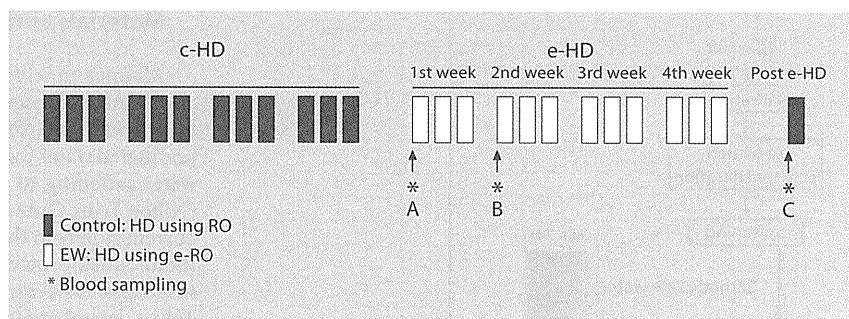 c-HD
e-HD
1st week 2nd week 3rd week 4th week Post e-HD
* * *
A B C
Control: HD using RO
EW: HD using e-RO
* Blood sampling